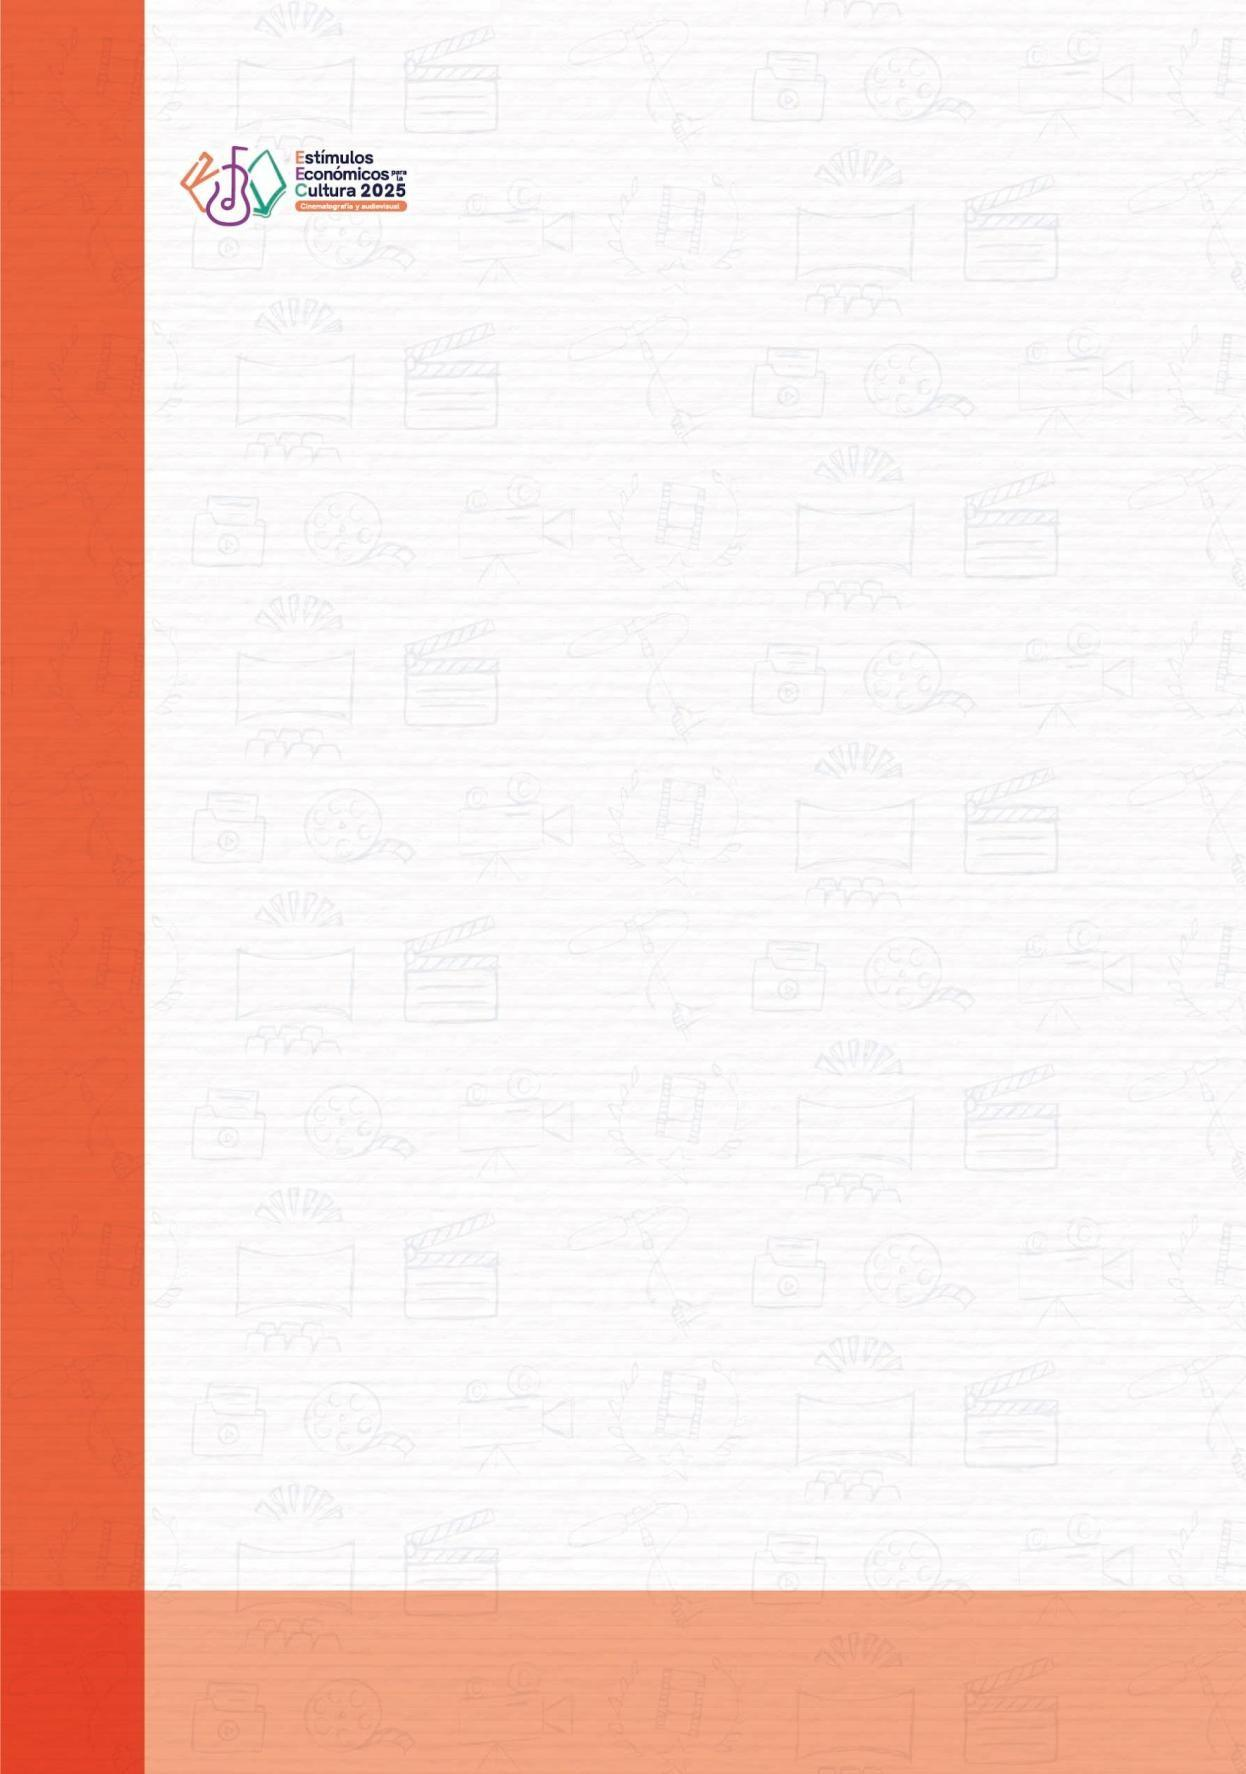 Estímulos
Económicos para la
Cultura 2025
Cinematografía y audiovisual